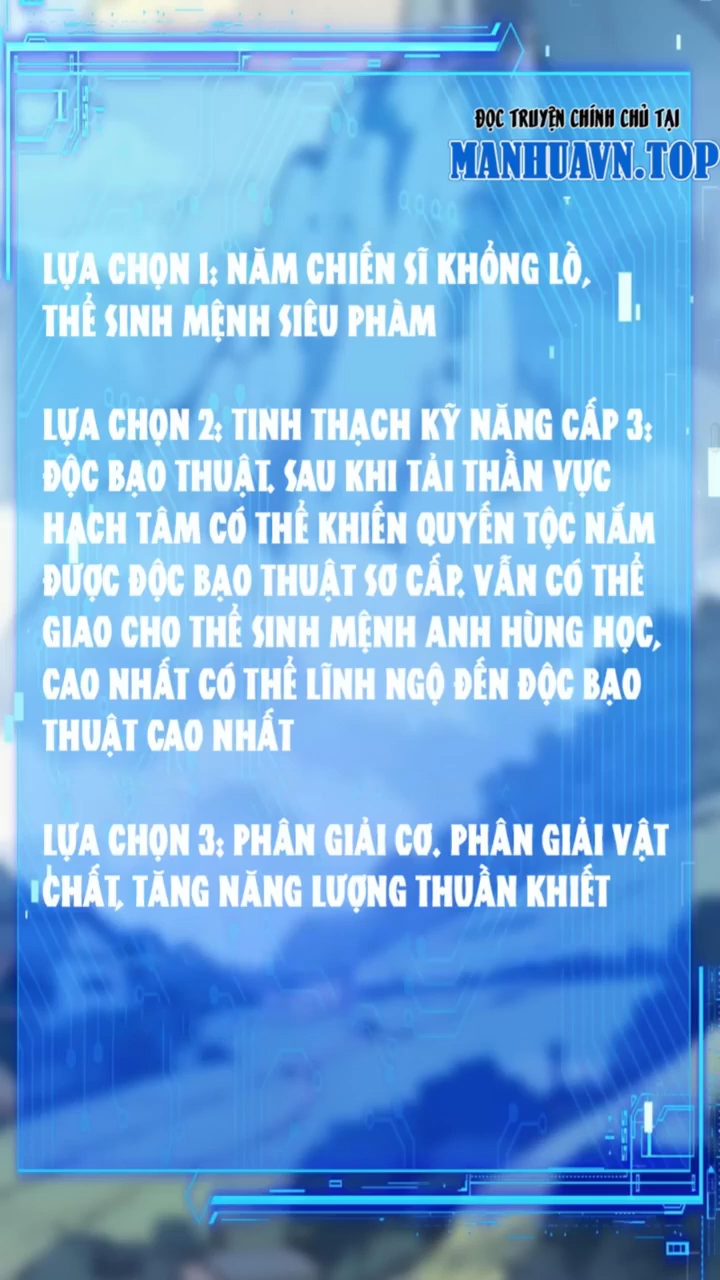 ĐỌC TRUYỆN CHÍNH CHỦ TẠI
MANHUAVN.TOP
LỰA CHỌN 1: NĂM CHIẾN SĨ KHỔNG LỒ,
THỂ SINH MỆNH SIÊU PHÀM
LỰA CHỌN 2: TINH THẠCH KỸ NĂNG CẤP 3:
ĐỘC BẠO THUẬT. SAU KHI TẢI THẦN VỰC
HẠCH TÂM CÓ THỂ KHIẾN QUYẾN TỘC NẮM
ĐƯỢC ĐỘC BẠO THUẬT SƠ CẤP. VẪN CÓ THỂ
GIAO CHO THỂ SINH MỆNH ANH HÙNG HỌC,
CAO NHẤT CÓ THỂ LĨNH NGỘ ĐẾN ĐỘC BẠO
THUẬT CAO NHẤT
LỰA CHỌN 3: PHÂN GIẢI CƠ. PHÂN GIẢI VẬT
CHẤT, TĂNG NĂNG LƯỢNG THUẦN KHIẾT